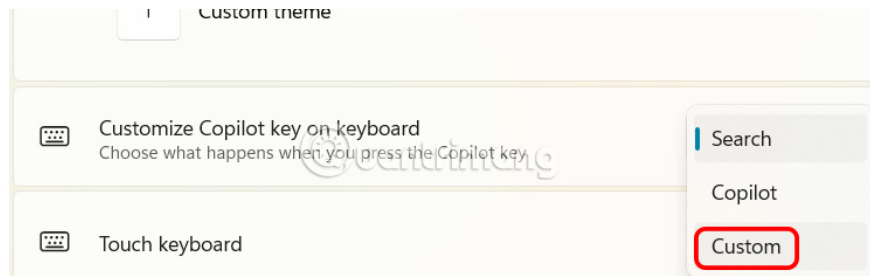 Custom theme
Customize Copilot key on keyboard
Choose what happens when you press the Copilot key
Search
Copilot
Custom
Touch keyboard
quantrimang